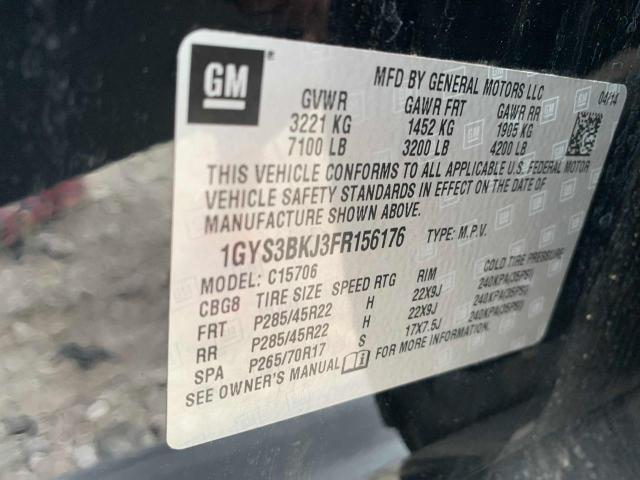 GM
MFD BY GENERAL MOTORS LLC
04/14
GVWR GAWR FRT GAWR RR
3221 KG 1452 KG 1905 KG
7100 LB 3200 LB 4200 LB
THIS VEHICLE CONFORMS TO ALL APPLICABLE U.S. FEDERAL MOTOR
VEHICLE SAFETY STANDARDS IN EFFECT ON THE DATE OF
MANUFACTURE SHOWN ABOVE.
1GYS3BKJ3FR156176 TYPE: M.P.V.
MODEL: C15706
CBG8 TIRE SIZE SPEED RTG RIM COLD TIRE PRESSURE
FRT P285/45R22 H 22X9J 240KPA(35PSI)
RR P285/45R22 H 22X9J 240KPA(35PSI)
SPA P265/70R17 S 17X7.5J 240KPA(35PSI)
SEE OWNER'S MANUAL FOR MORE INFORMATION.